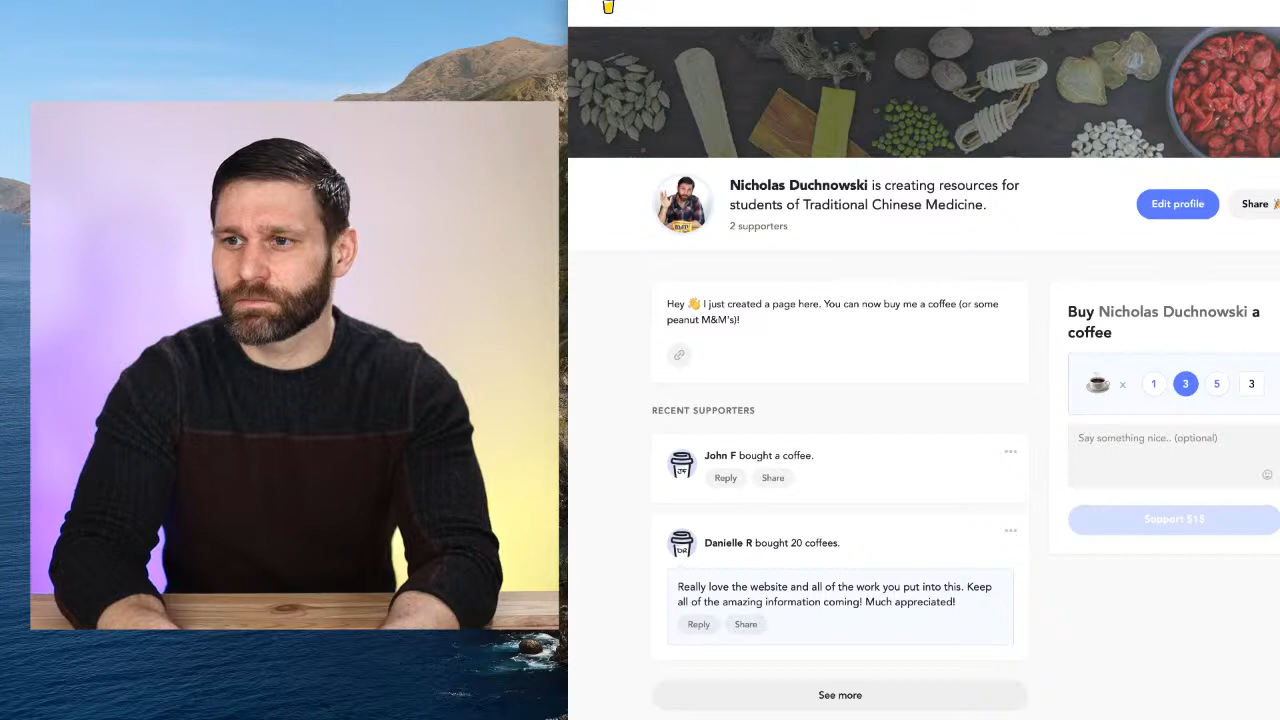 Nicholas Duchnowski is creating resources for
students of Traditional Chinese Medicine.
2 supporters
Edit profile
Share
Hey 👋 I just created a page here. You can now buy me a coffee (or some
peanut M&M's)!
RECENT SUPPORTERS
John F bought a coffee.
Reply
Share
Danielle R bought 20 coffees.
Really love the website and all of the work you put into this. Keep
all of the amazing information coming! Much appreciated!
Reply
Share
See more
Buy Nicholas Duchnowski a
coffee
x 1 3 5 3
Say something nice.. (optional)
Support $15